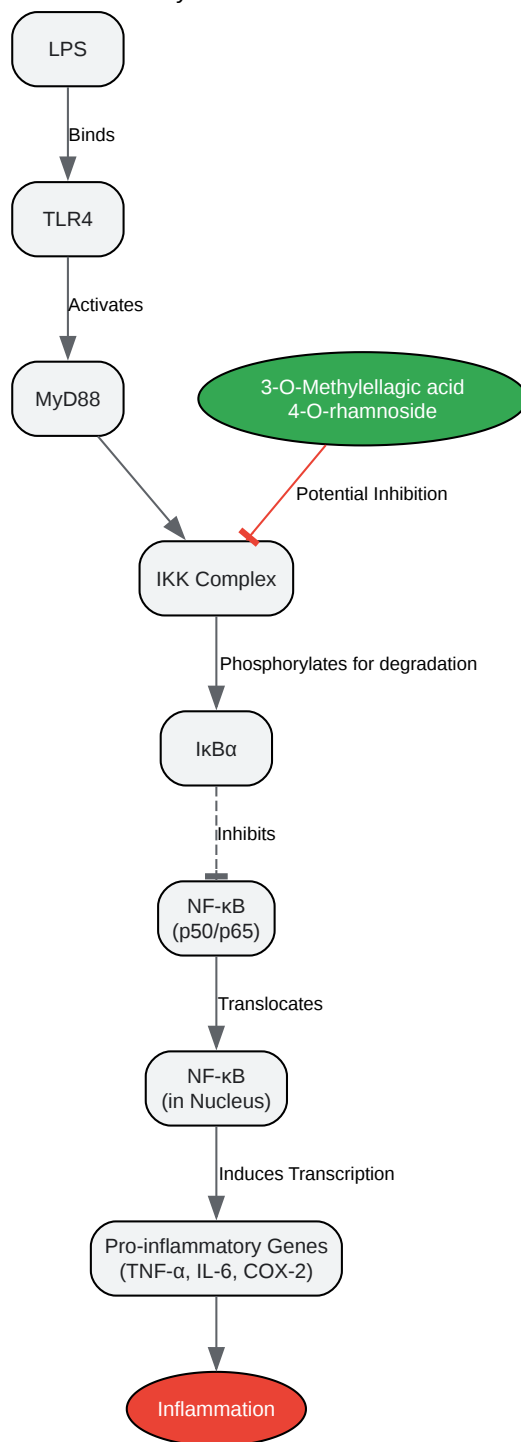 LPS
Binds
TLR4
Activates
MyD88
3-O-Methylellagic acid
4-O-rhamnoside
Potential Inhibition
IKK Complex
Phosphorylates for degradation
IκBα
Inhibits
NF-κB
(p50/p65)
Translocates
NF-κB
(in Nucleus)
Induces Transcription
Pro-inflammatory Genes
(TNF-α, IL-6, COX-2)
Inflammation